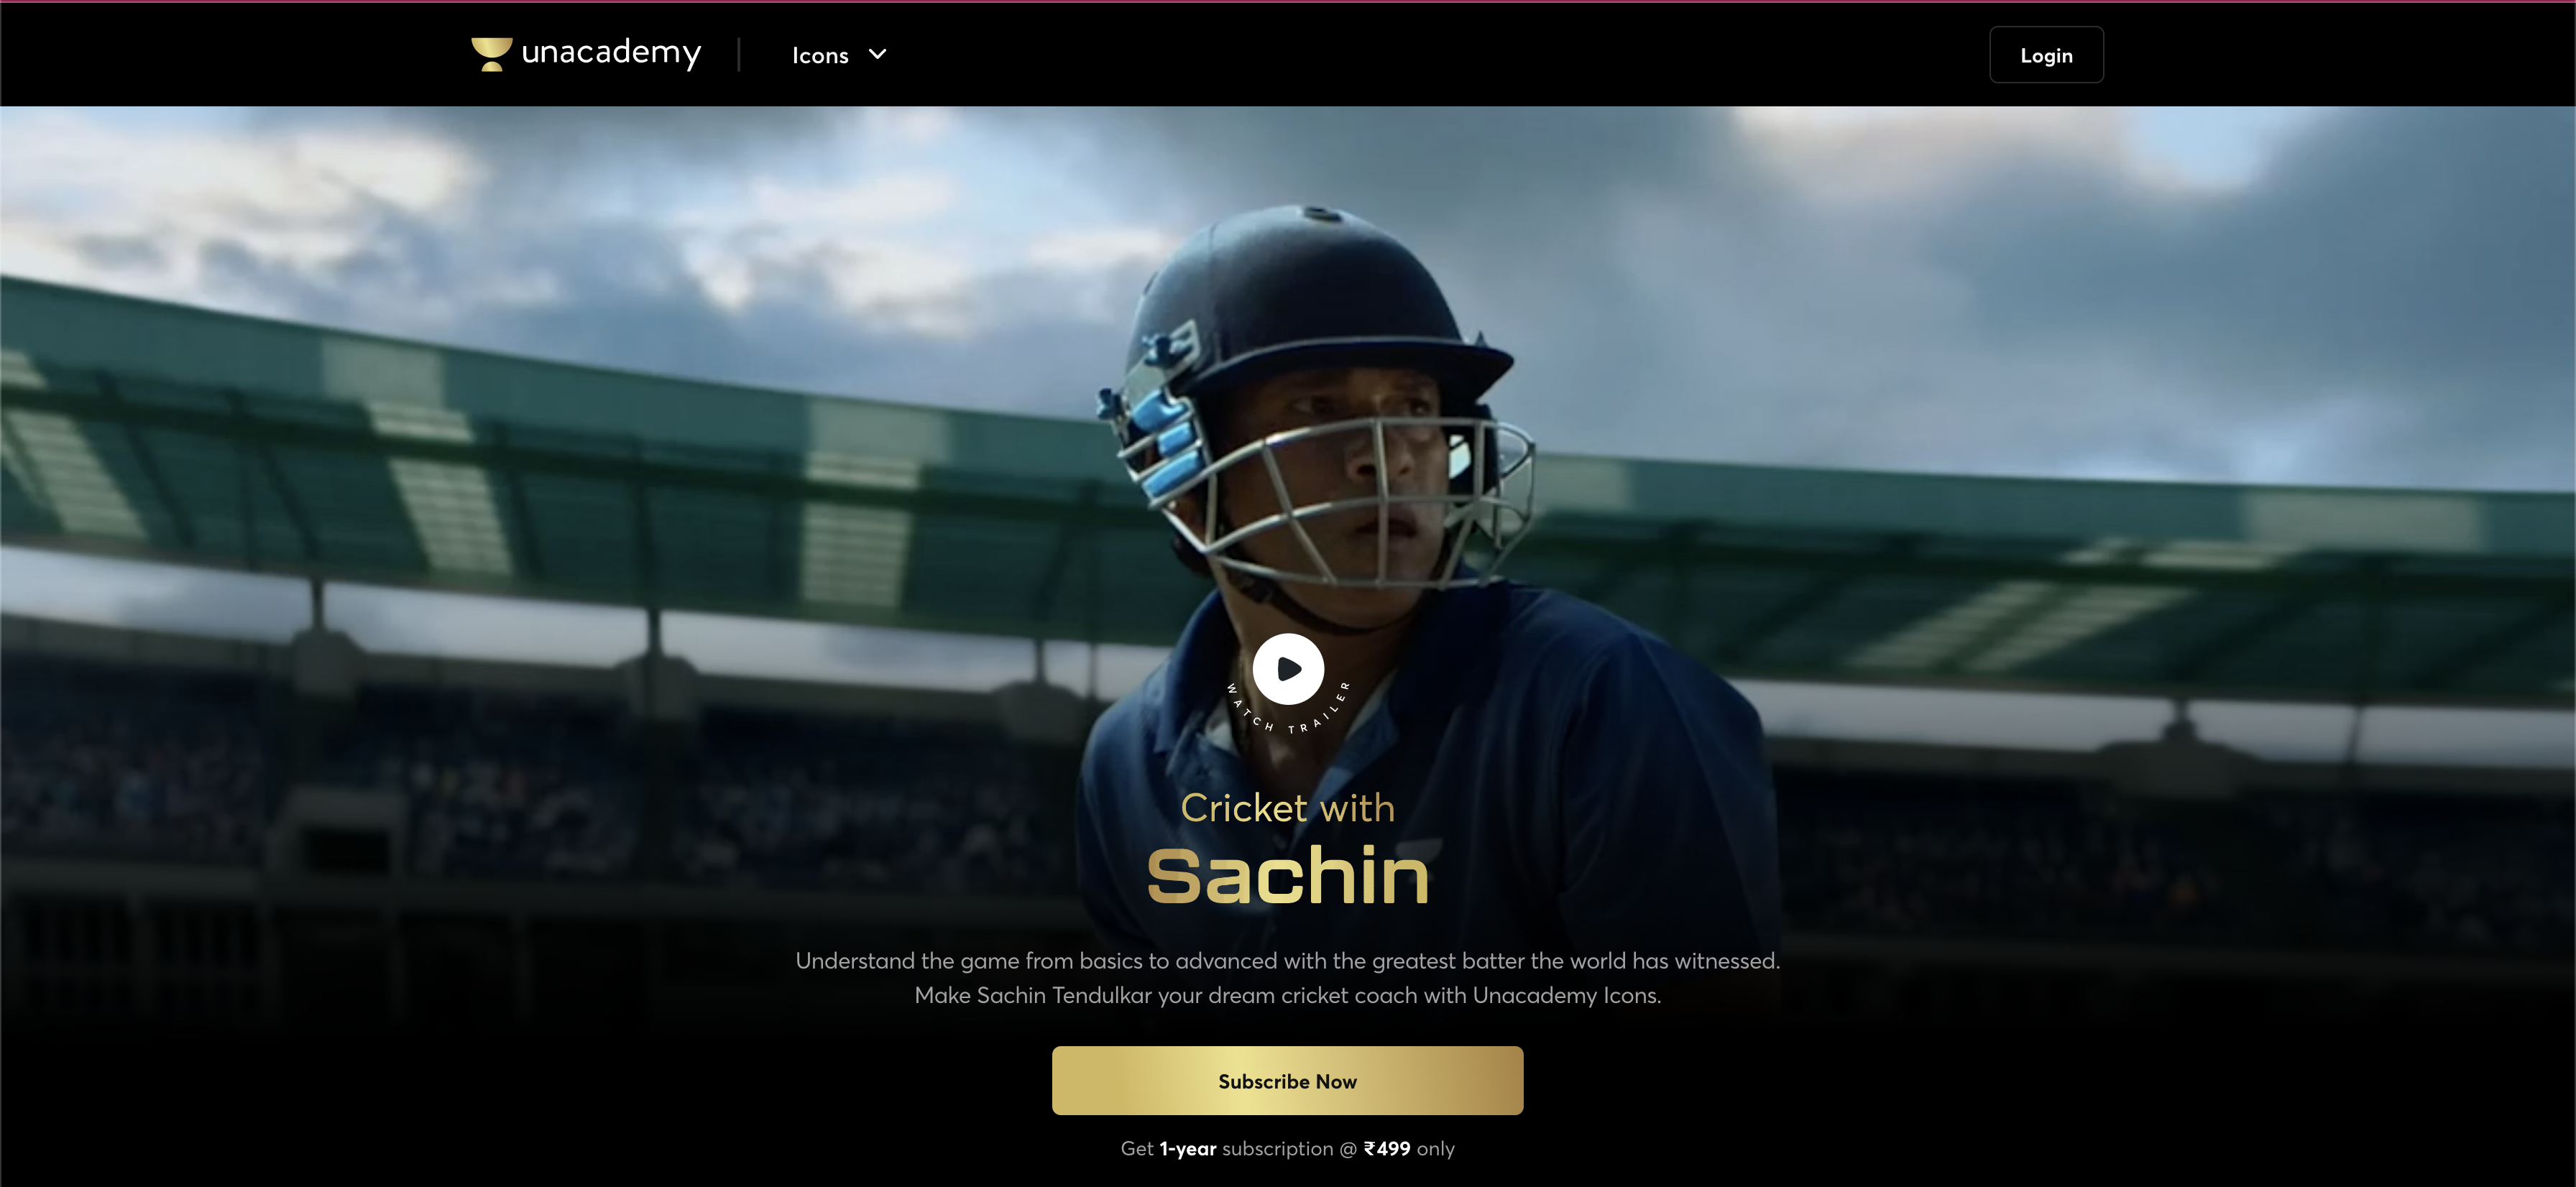 unacademy
Icons
Login
WATCH TRAILER
Cricket with
Sachin
Understand the game from basics to advanced with the greatest batter the world has witnessed.
Make Sachin Tendulkar your dream cricket coach with Unacademy Icons.
Subscribe Now
Get 1-year subscription @ ₹499 only